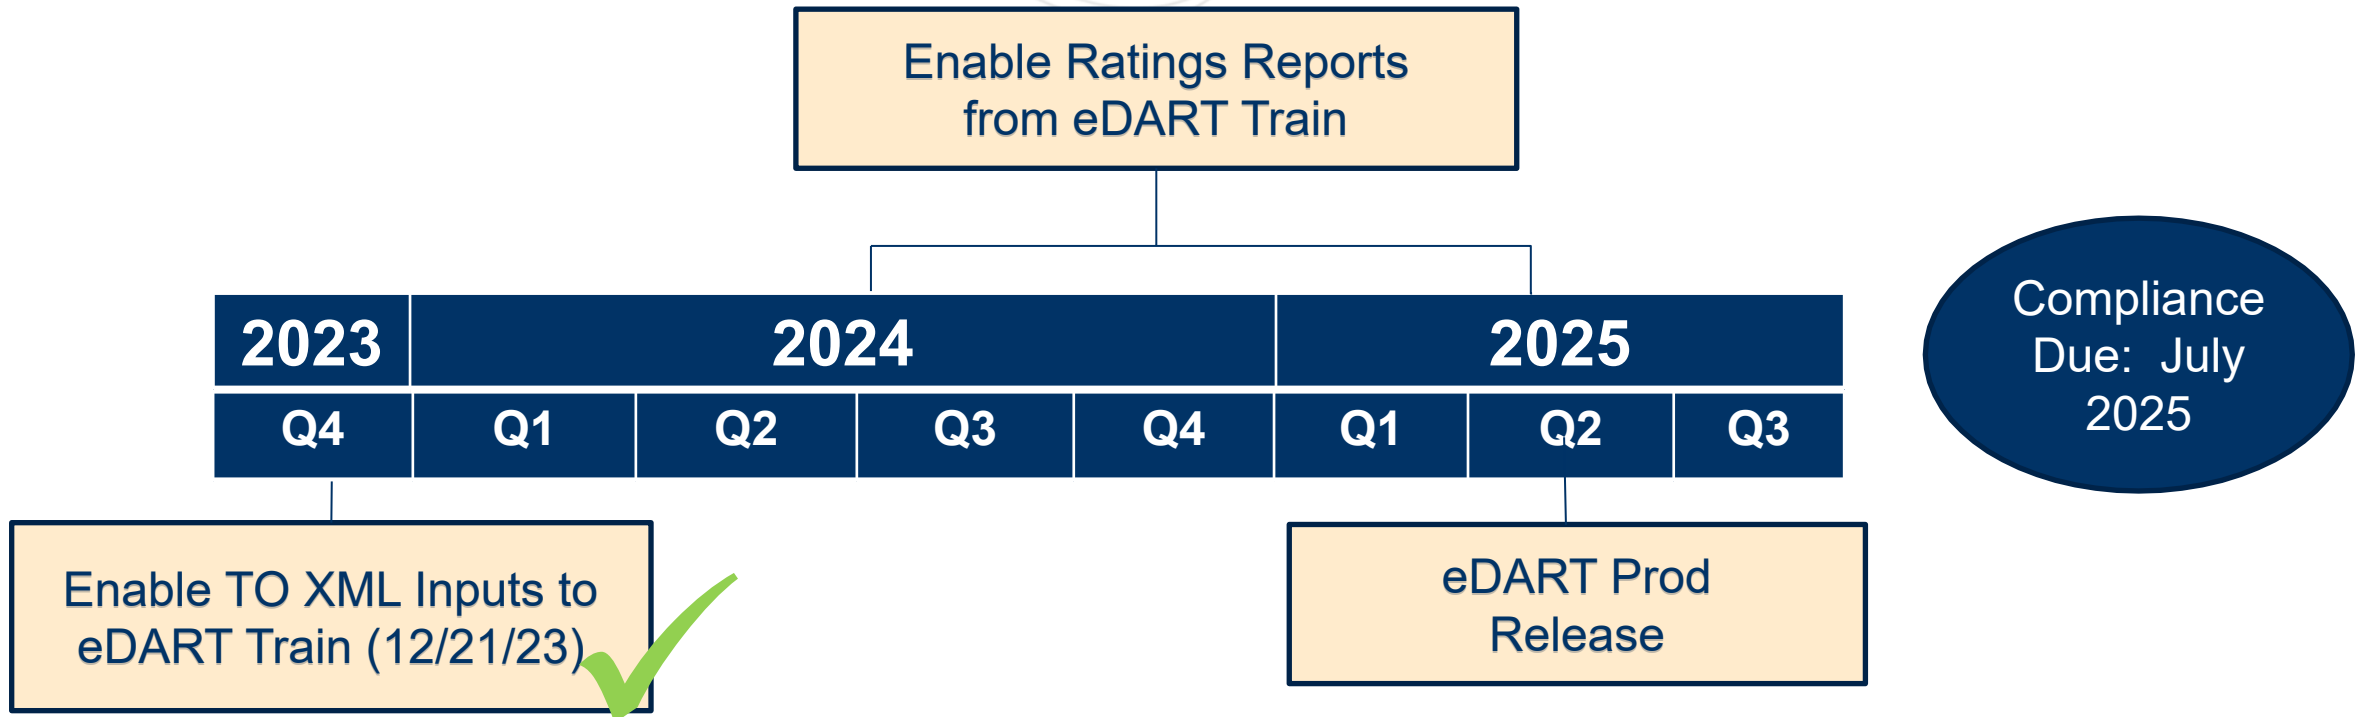 Enable Ratings Reports
from eDART Train
2023 2024 2025
Q4 Q1 Q2 Q3 Q4 Q1 Q2 Q3
Compliance
Due: July
2025
Enable TO XML Inputs to
eDART Train (12/21/23)
eDART Prod
Release